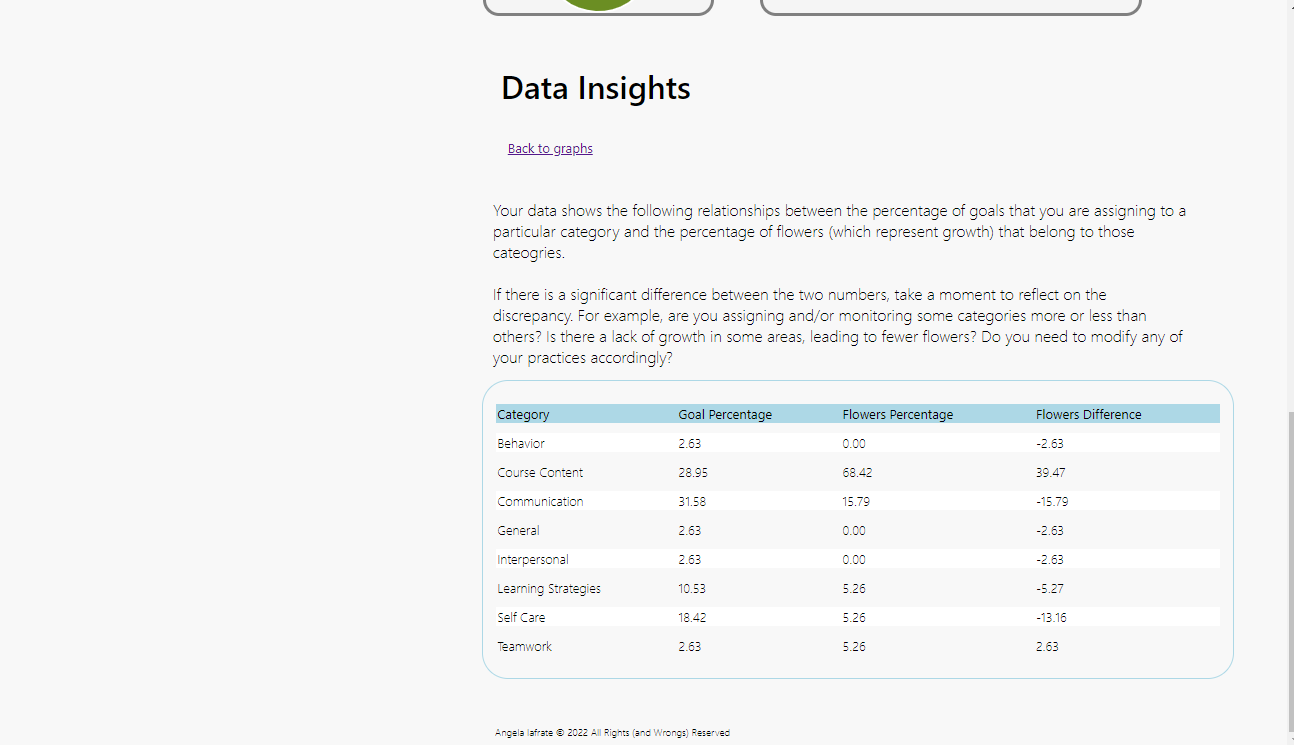 Data Insights
Back to graphs
Your data shows the following relationships between the percentage of goals that you are assigning to a
particular category and the percentage of flowers (which represent growth) that belong to those
cateogries.
If there is a significant difference between the two numbers, take a moment to reflect on the
discrepancy. For example, are you assigning and/or monitoring some categories more or less than
others? Is there a lack of growth in some areas, leading to fewer flowers? Do you need to modify any of
your practices accordingly?
Category Goal Percentage Flowers Percentage Flowers Difference
Behavior 2.63 0.00 -2.63
Course Content 28.95 68.42 39.47
Communication 31.58 15.79 -15.79
General 2.63 0.00 -2.63
Interpersonal 2.63 0.00 -2.63
Learning Strategies 10.53 5.26 -5.27
Self Care 18.42 5.26 -13.16
Teamwork 2.63 5.26 2.63
Angela Iafrate © 2022 All Rights (and Wrongs) Reserved